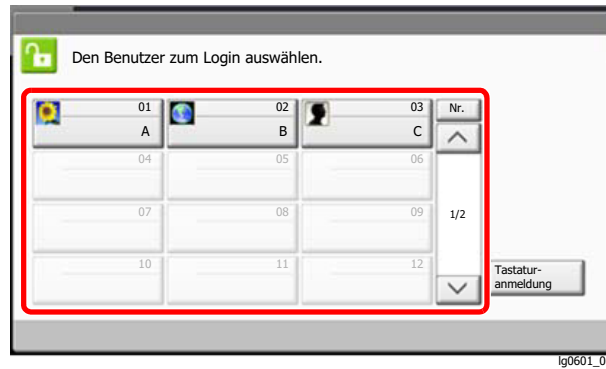 Den Benutzer zum Login auswählen.
01 02 03 Nr.
A B C
04 05 06
07 08 09 1/2
10 11 12
Tastatur-
anmeldung
lg0601_0